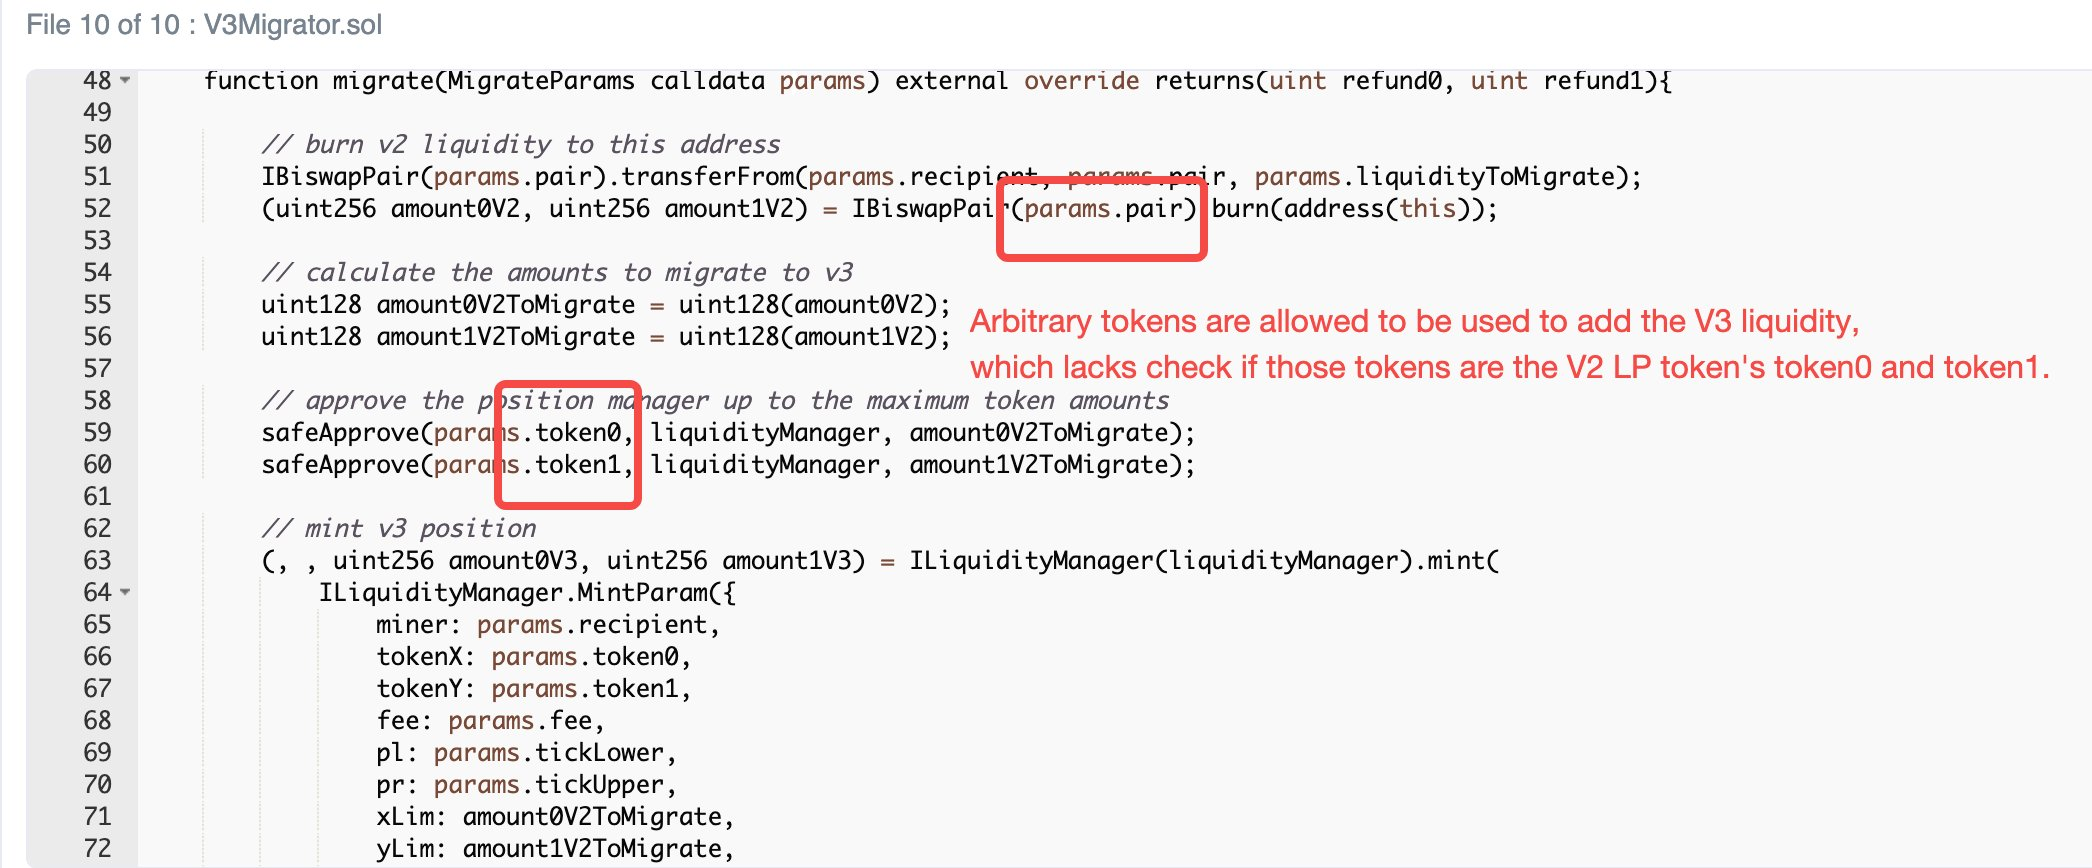 File 10 of 10 : V3Migrator.sol
48 function migrate(MigrateParams calldata params) external override returns(uint refund0, uint refund1){
49
50 // burn v2 liquidity to this address
51 IBiswapPair(params.pair).transferFrom(params.recipient, params.pair, params.liquidityToMigrate);
52 (uint256 amount0V2, uint256 amount1V2) = IBiswapPair(params.pair).burn(address(this));
53
54 // calculate the amounts to migrate to v3
55 uint128 amount0V2ToMigrate = uint128(amount0V2);
56 uint128 amount1V2ToMigrate = uint128(amount1V2);
Arbitrary tokens are allowed to be used to add the V3 liquidity,
57
which lacks check if those tokens are the V2 LP token's token0 and token1.
58 // approve the position manager up to the maximum token amounts
59 safeApprove(params.token0, liquidityManager, amount0V2ToMigrate);
60 safeApprove(params.token1, liquidityManager, amount1V2ToMigrate);
61
62 // mint v3 position
63 (, , uint256 amount0V3, uint256 amount1V3) = ILiquidityManager(liquidityManager).mint(
64 ILiquidityManager.MintParam({
65 miner: params.recipient,
66 tokenX: params.token0,
67 tokenY: params.token1,
68 fee: params.fee,
69 pl: params.tickLower,
70 pr: params.tickUpper,
71 xLim: amount0V2ToMigrate,
72 yLim: amount1V2ToMigrate,